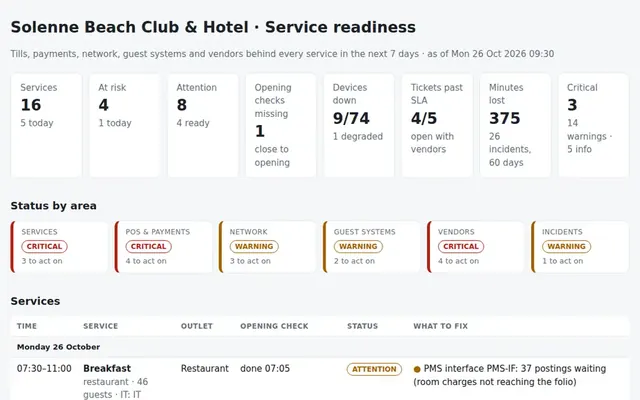 Solenne Beach Club & Hotel · Service readiness
Tills, payments, network, guest systems and vendors behind every service in the next 7 days · as of Mon 26 Oct 2026 09:30
Services
16
5 today
At risk
4
1 today
Attention
8
4 ready
Opening
checks
missing
1
close to
opening
Devices
down
9/74
1 degraded
Tickets past
SLA
4/5
open with
vendors
Minutes
lost
375
26
incidents,
60 days
Critical
3
14
warnings ·
5 info
Status by area
SERVICES
CRITICAL
3 to act on
POS & PAYMENTS
CRITICAL
4 to act on
NETWORK
WARNING
3 to act on
GUEST SYSTEMS
WARNING
2 to act on
VENDORS
CRITICAL
4 to act on
INCIDENTS
WARNING
1 to act on
Services
TIME SERVICE OUTLET OPENING CHECK STATUS WHAT TO FIX
Monday 26 October
07:30–11:00 Breakfast Restaurant done 07:05 ATTENTION PMS interface PMS-IF: 37 postings waiting
restaurant · 46 (room charges not reaching the folio)
guests · IT: IT